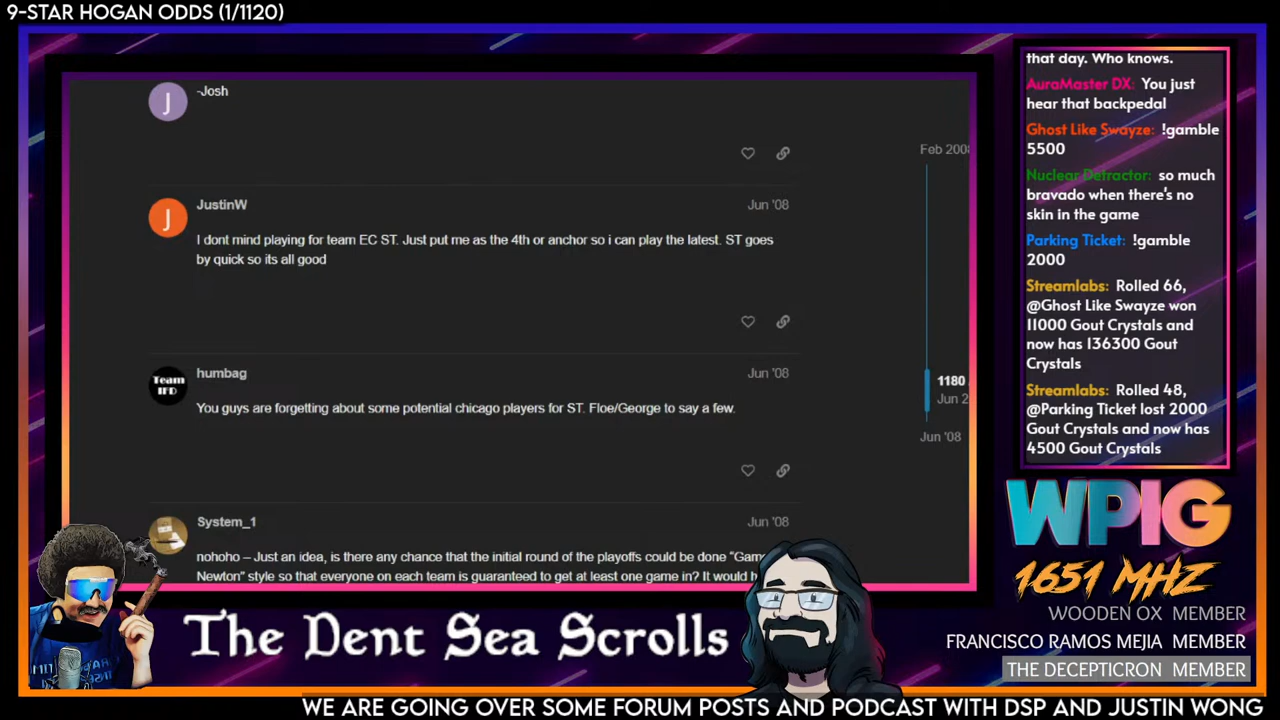 9-STAR HOGAN ODDS (1/1120)
J
-Josh
Feb 2008
J
JustinW
Jun '08
I dont mind playing for team EC ST. Just put me as the 4th or anchor so i can play the latest. ST goes
by quick so its all good
Team
IFD
humbag
Jun '08
You guys are forgetting about some potential chicago players for ST. Floe/George to say a few.
1180
Jun 2
Jun '08
System_1
Jun '08
nohoho – Just an idea, is there any chance that the initial round of the playoffs could be done "Gam
Newton" style so that everyone on each team is guaranteed to get at least one game in? It would
that day. Who knows.
AuraMaster DX: You just
hear that backpedal
Ghost Like Swayze: !gamble
5500
Nuclear Detractor: so much
bravado when there's no
skin in the game
Parking Ticket: !gamble
2000
Streamlabs: Rolled 66,
@Ghost Like Swayze won
11000 Gout Crystals and
now has 136300 Gout
Crystals
Streamlabs: Rolled 48,
@Parking Ticket lost 2000
Gout Crystals and now has
4500 Gout Crystals
WPIG
1651 MHZ
WOODEN OX MEMBER
FRANCISCO RAMOS MEJIA MEMBER
THE DECEPTICRON MEMBER
The Dent Sea Scrolls
WE ARE GOING OVER SOME FORUM POSTS AND PODCAST WITH DSP AND JUSTIN WONG